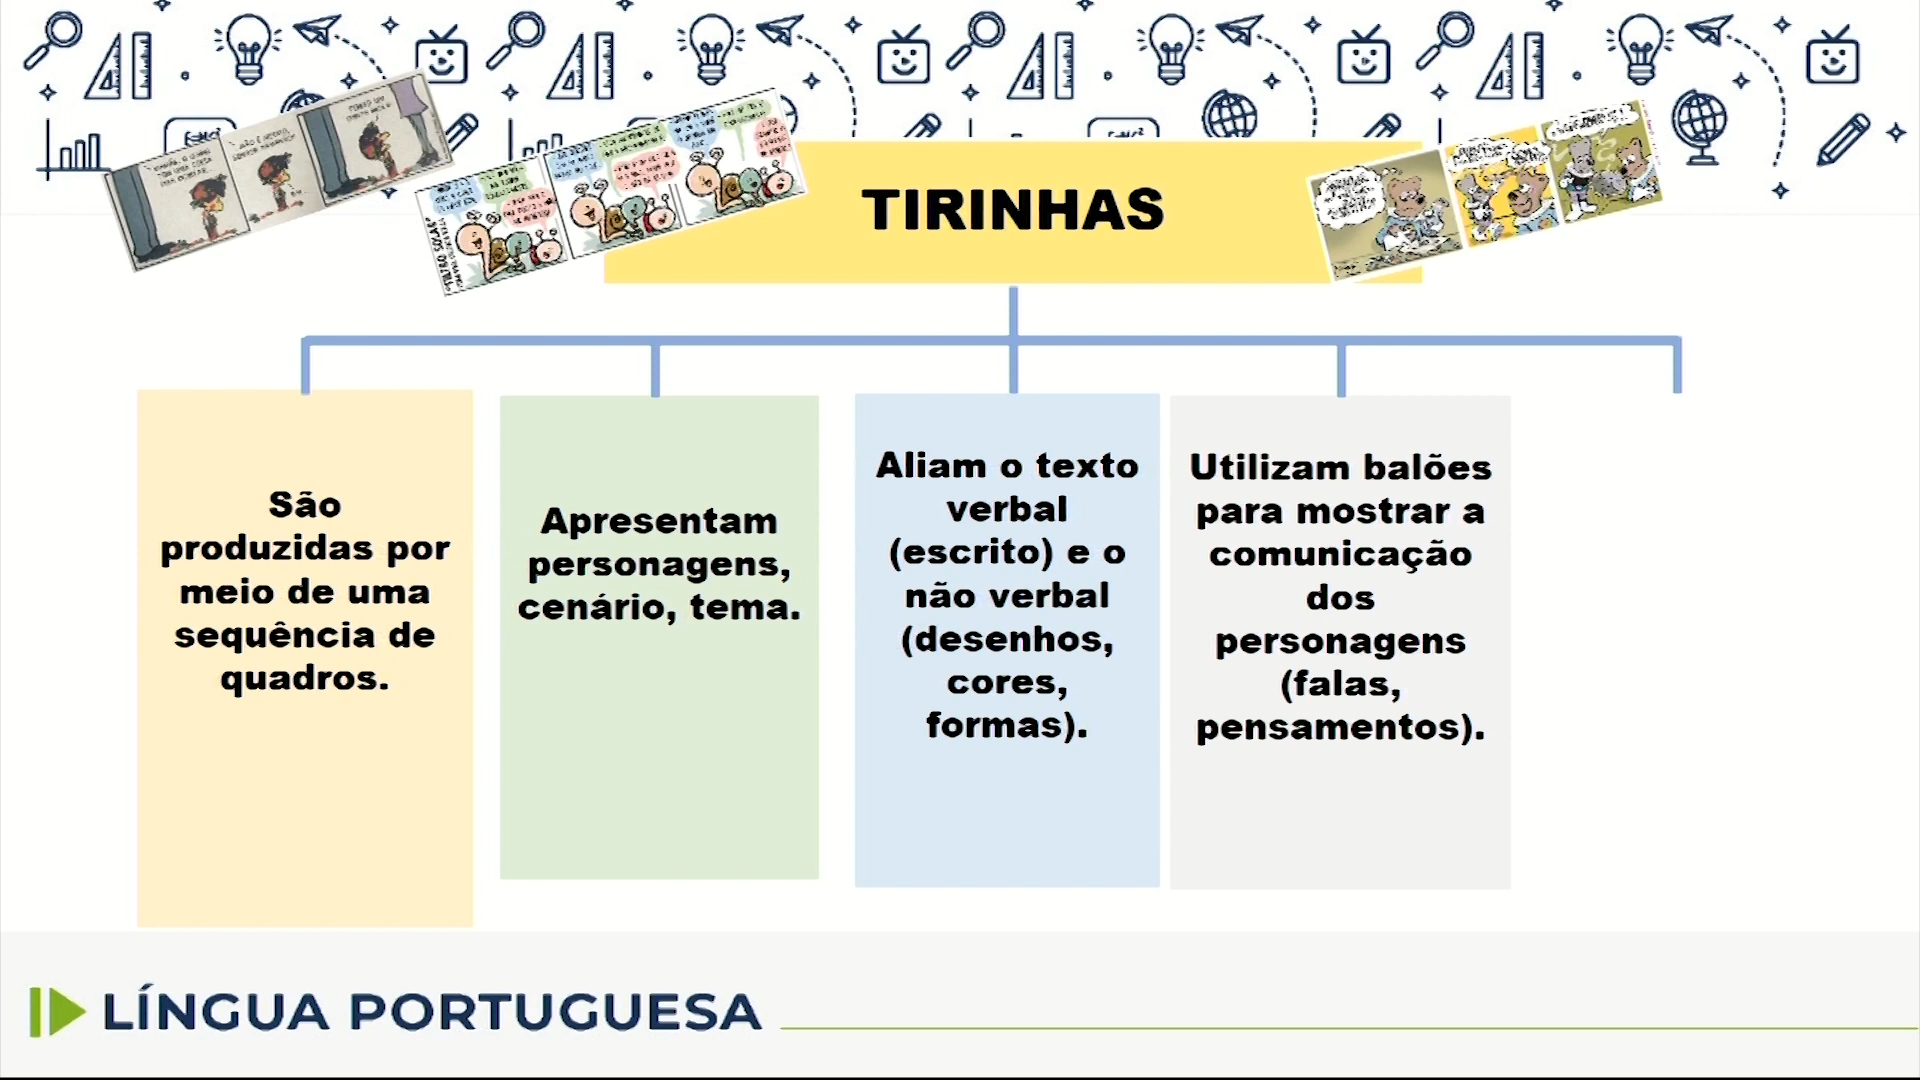 TIRINHAS
São
produzidas por
meio de uma
sequência de
quadros.
Apresentam
personagens,
cenário, tema.
Aliam o texto
verbal
(escrito) e o
não verbal
(desenhos,
cores,
formas).
Utilizam balões
para mostrar a
comunicação
dos
personagens
(falas,
pensamentos).
LÍNGUA PORTUGUESA